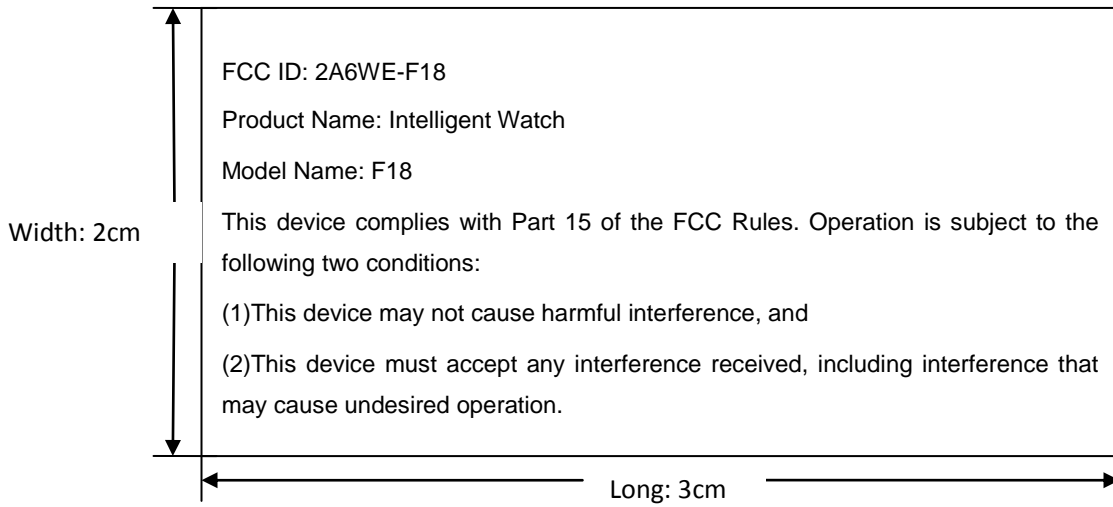 FCC ID: 2A6WE-F18
Product Name: Intelligent Watch
Model Name: F18
Width: 2cm
This device complies with Part 15 of the FCC Rules. Operation is subject to the
following two conditions:
(1)This device may not cause harmful interference, and
(2)This device must accept any interference received, including interference that
may cause undesired operation.
Long: 3cm